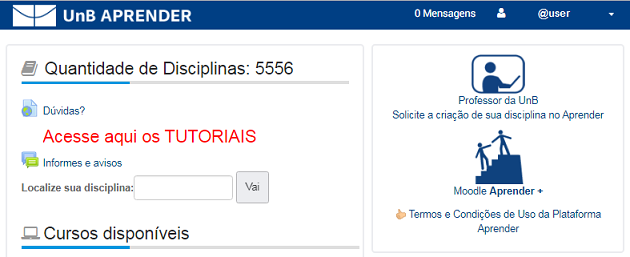 UnB APRENDER
0 Mensagens
@user
Quantidade de Disciplinas: 5556
Dúvidas?
Acesse aqui os TUTORIAIS
Informes e avisos
Localize sua disciplina:
Vai
Cursos disponíveis
Professor da UnB
Solicite a criação de sua disciplina no Aprender
Moodle Aprender +
Termos e Condições de Uso da Plataforma
Aprender